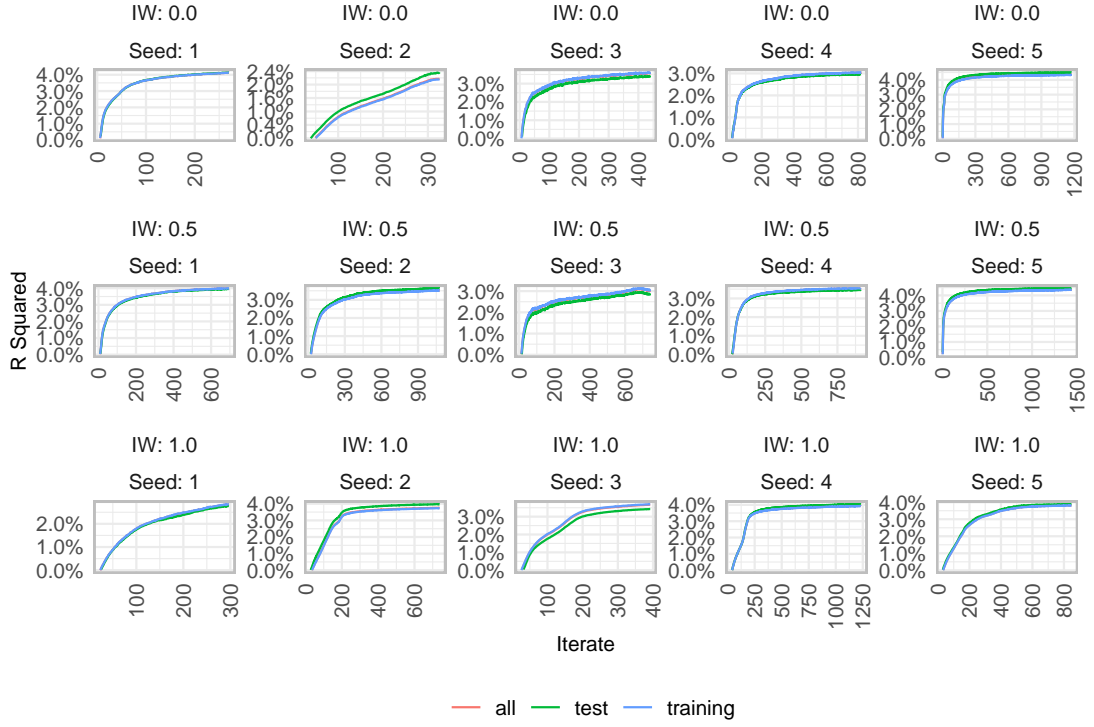 IW: 0.0 IW: 0.0 IW: 0.0 IW: 0.0 IW: 0.0
Seed: 1 Seed: 2 Seed: 3 Seed: 4 Seed: 5
4.0% 3.0% 2.0% 1.0% 0.0%
0 100 200
2.4% 2.0% 1.6% 0.8% 0.4% 0.0%
100 200 300
3.0% 2.0% 1.0% 0.0%
0 100 200 300 400
3.0% 2.0% 1.0% 0.0%
0 200 400 600 800
4.0% 3.0% 2.0% 1.0% 0.0%
0 300 600 900 1200
IW: 0.5 IW: 0.5 IW: 0.5 IW: 0.5 IW: 0.5
Seed: 1 Seed: 2 Seed: 3 Seed: 4 Seed: 5
R Squared
4.0% 3.0% 2.0% 1.0% 0.0%
0 200 400 600
3.0% 2.0% 1.0% 0.0%
0 300 600 900
3.0% 2.0% 1.0% 0.0%
0 200 400 600
3.0% 2.0% 1.0% 0.0%
0 250 500 750
4.0% 3.0% 2.0% 1.0% 0.0%
0 500 1000 1500
IW: 1.0 IW: 1.0 IW: 1.0 IW: 1.0 IW: 1.0
Seed: 1 Seed: 2 Seed: 3 Seed: 4 Seed: 5
2.0% 1.0% 0.0%
100 200 300
4.0% 3.0% 2.0% 1.0% 0.0%
0 200 400 600
3.0% 2.0% 1.0% 0.0%
100 200 300 400
4.0% 3.0% 2.0% 1.0% 0.0%
0 250 500 750 1000 1250
4.0% 3.0% 2.0% 1.0% 0.0%
0 200 400 600 800
Iterate
all test training